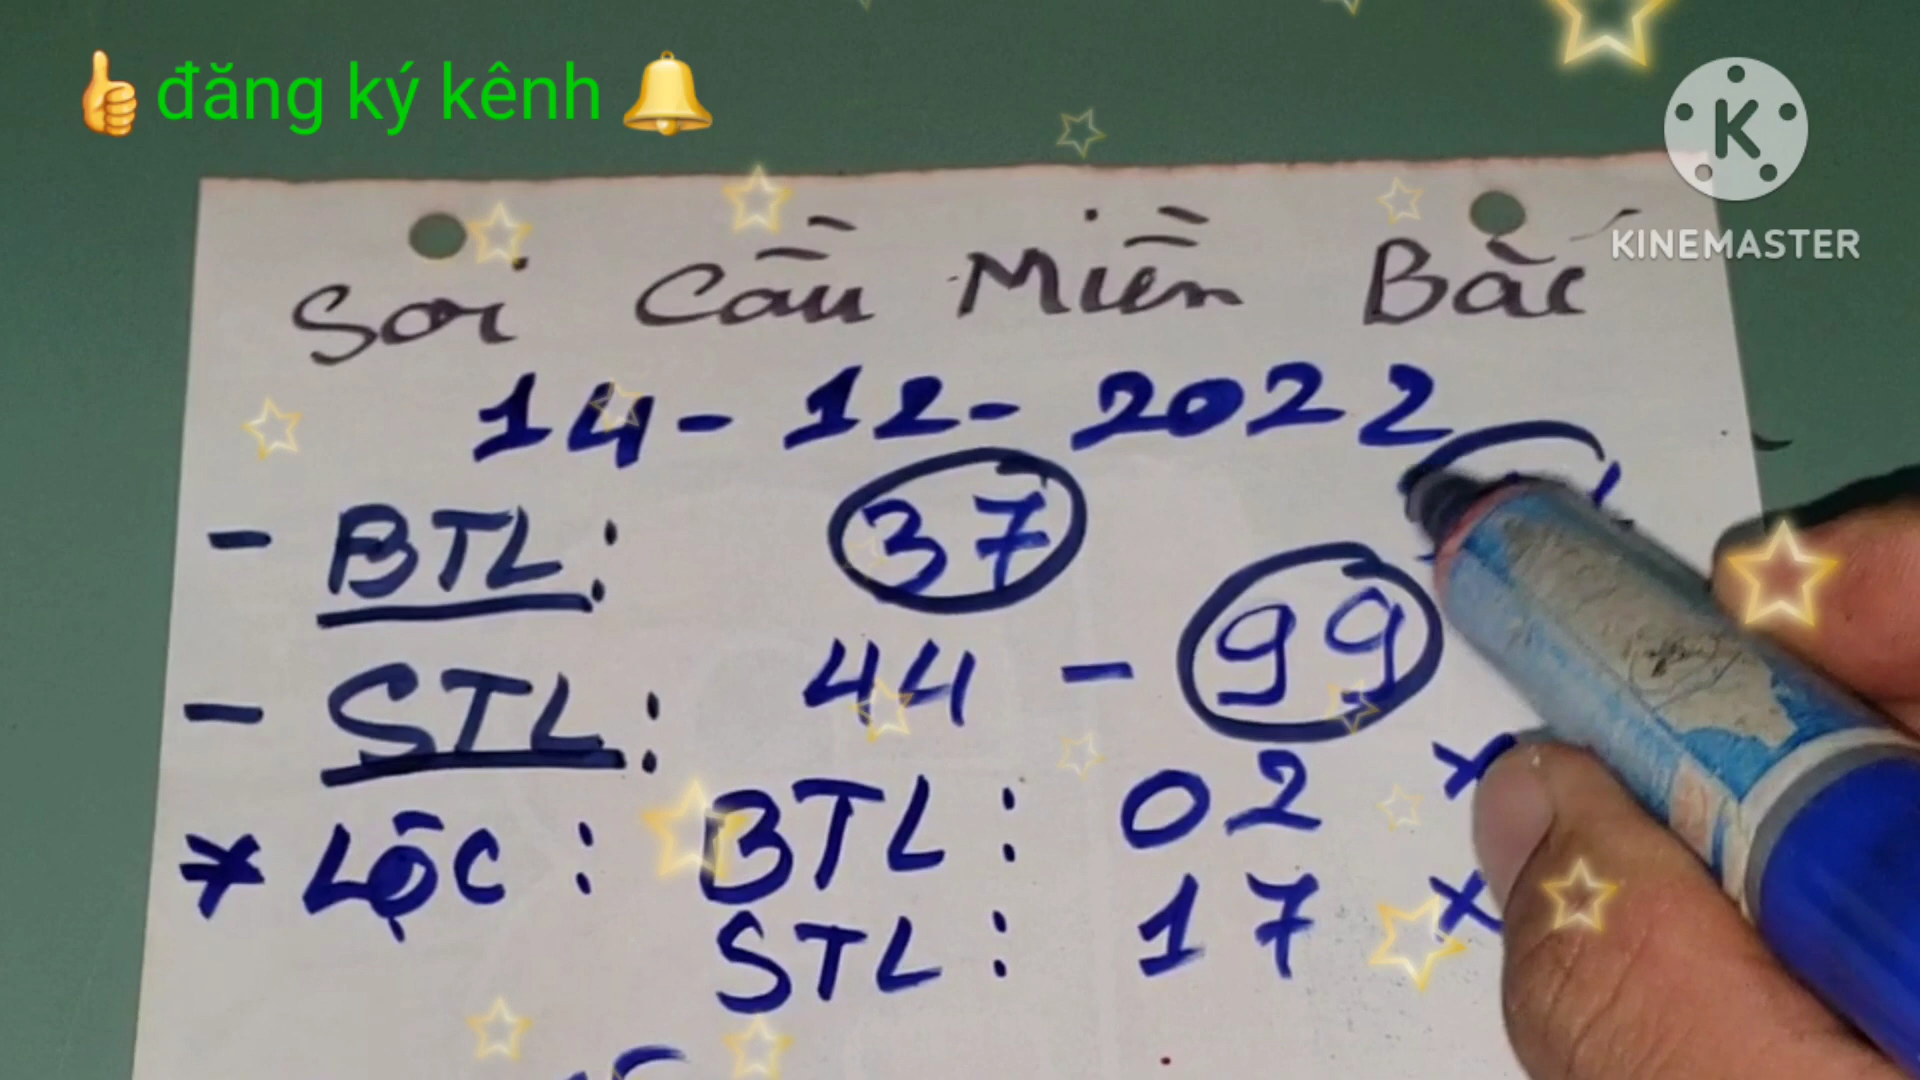 👍 đăng ký kênh 🔔
K
KINEMASTER
Soi Cầu Miền Bắc
14-12-2022
- BTL: 37
- STL: 44 - 99
* LỘC: BTL: 02 x
STL: 17 x